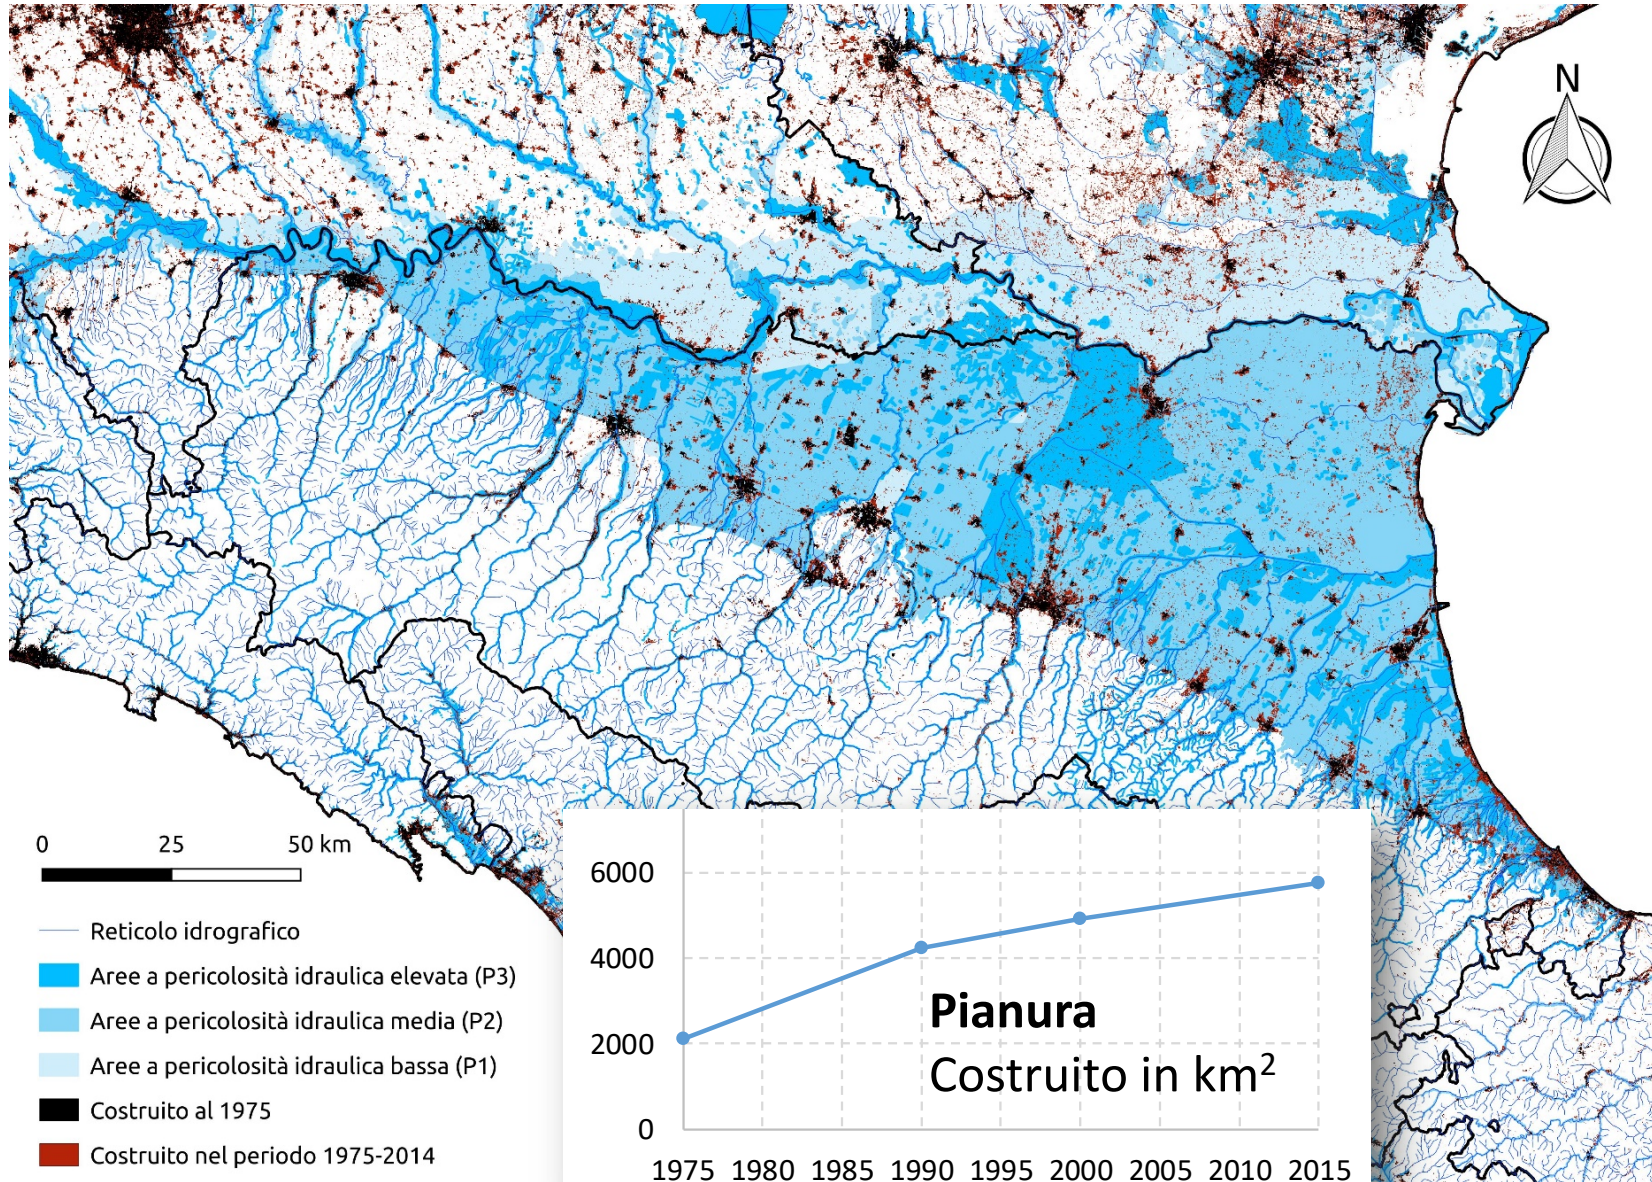 N
0 25 50 km
Reticolo idrografico
Aree a pericolosità idraulica elevata (P3)
Aree a pericolosità idraulica media (P2)
Aree a pericolosità idraulica bassa (P1)
Costruito al 1975
Costruito nel periodo 1975-2014
6000
4000
2000
0
Pianura
Costruito in km²
1975 1980 1985 1990 1995 2000 2005 2010 2015